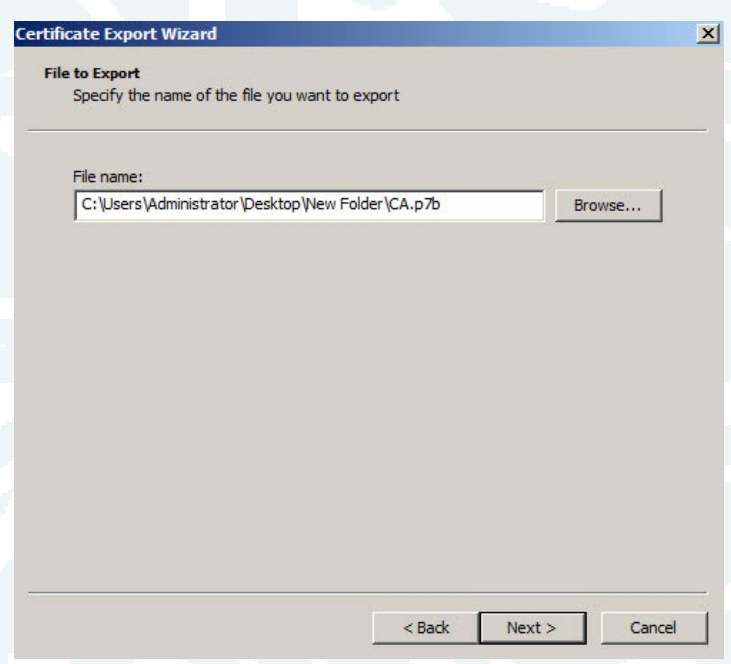 Certificate Export Wizard
File to Export
Specify the name of the file you want to export
File name:
C:\Users\Administrator\Desktop\New Folder\CA.p7b
Browse...
< Back
Next >
Cancel